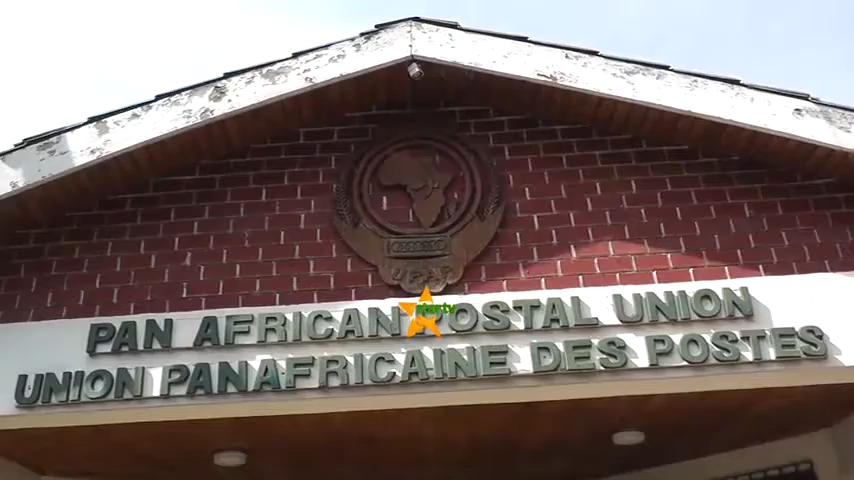 UPAP
PAN AFRICAN POSTAL UNION
UNION PANAFRICAINE DES POSTES